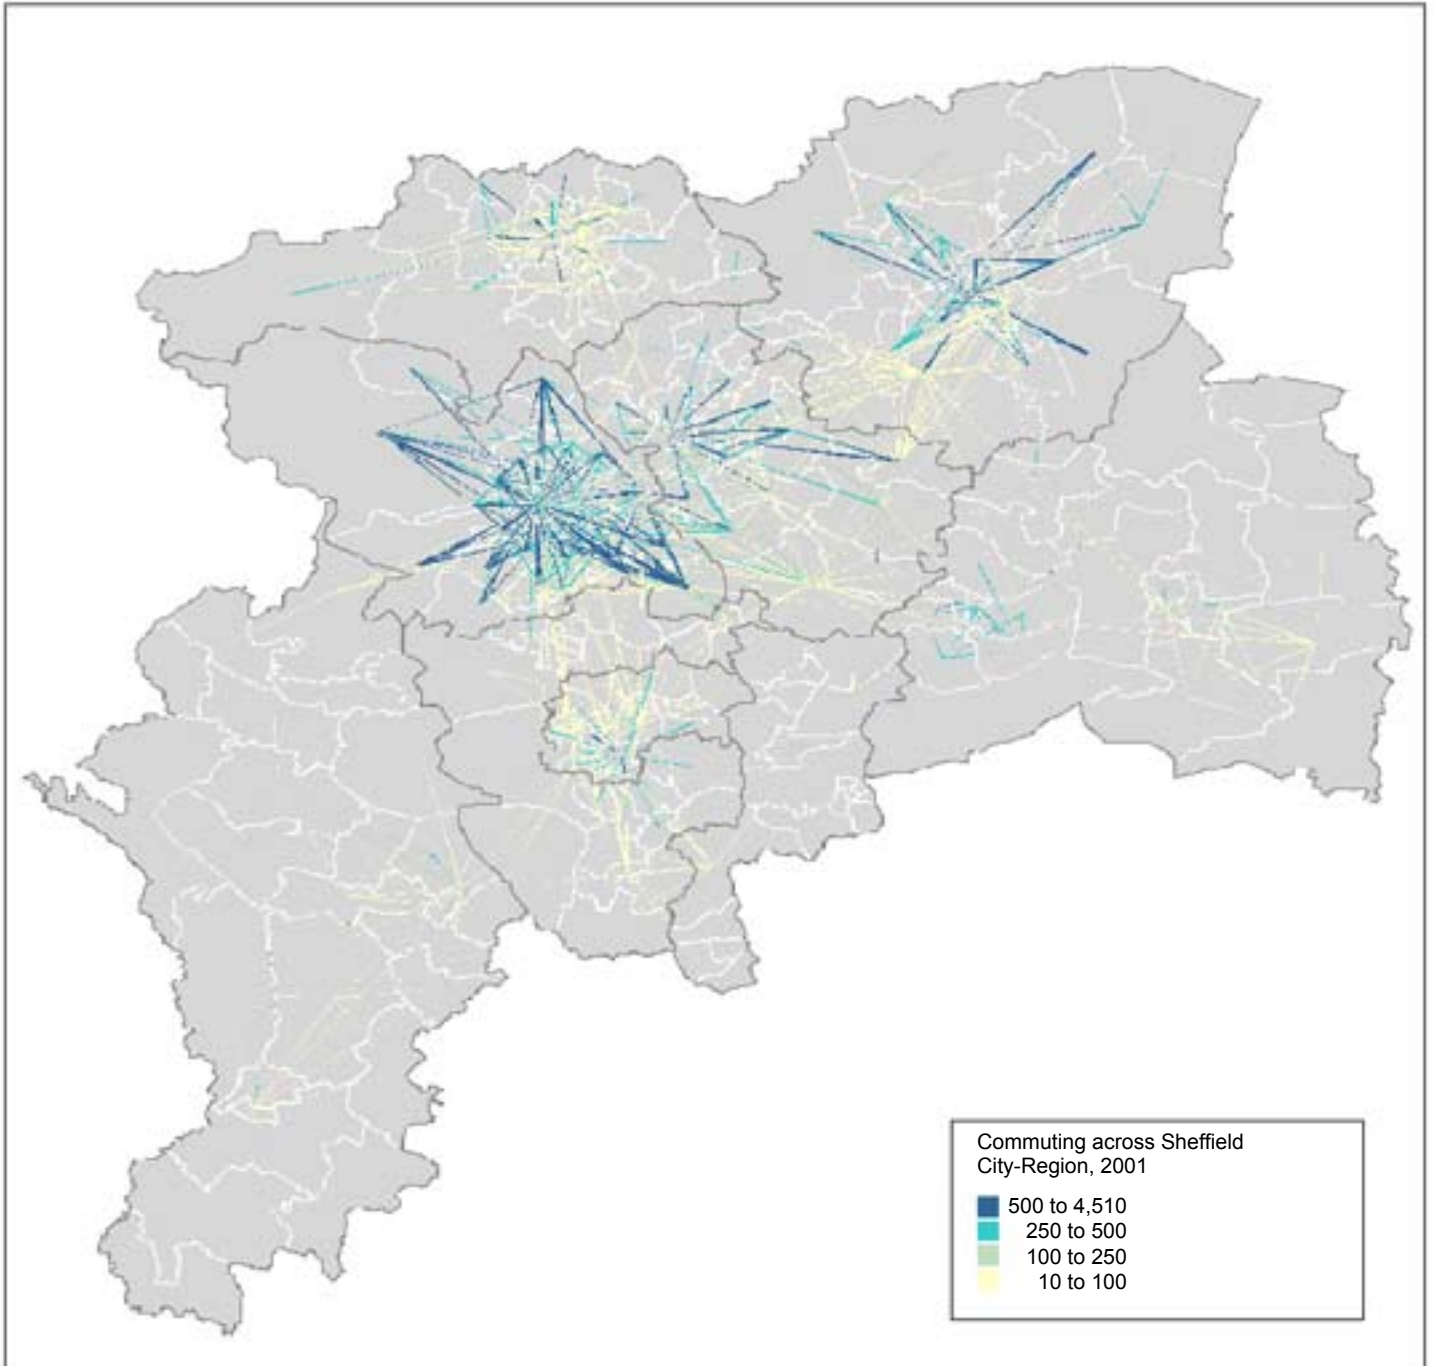 Commuting across Sheffield
City-Region, 2001
500 to 4,510
250 to 500
100 to 250
10 to 100